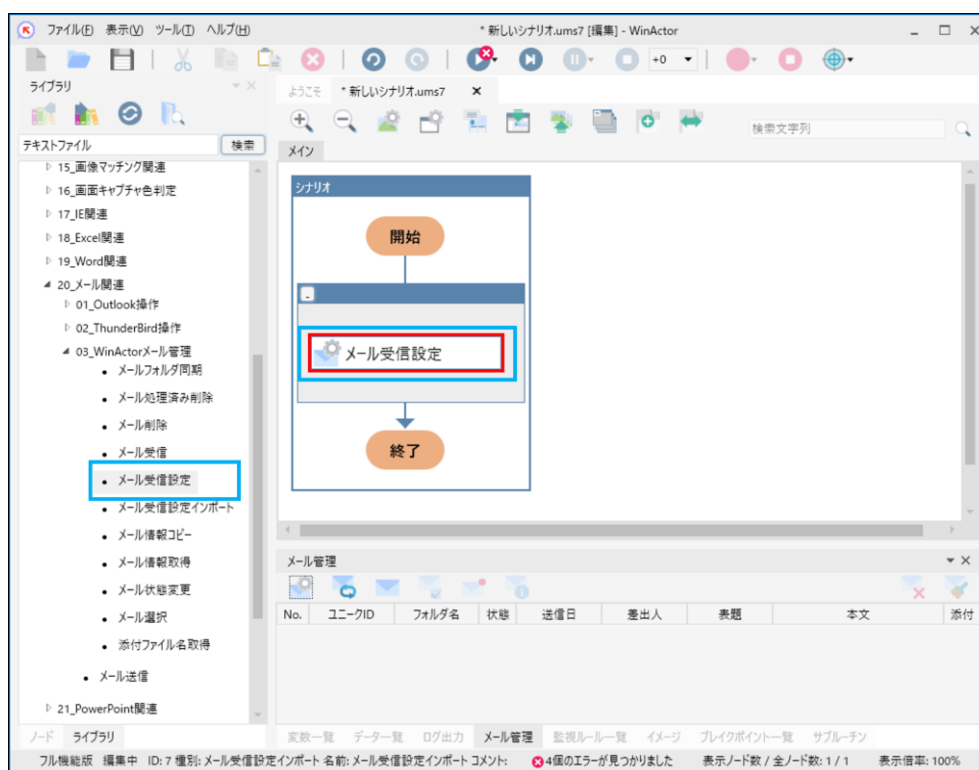 ファイル(F) 表示(V) ツール(T) ヘルプ(H)
* 新しいシナリオ.ums7 [編集] - WinActor
+0
ライブラリ
テキストファイル
検索
15_画像マッチング関連
16_画面キャプチャ色判定
17_IE関連
18_Excel関連
19_Word関連
20_メール関連
01_Outlook操作
02_ThunderBird操作
03_WinActorメール管理
メールフォルダ同期
メール処理済み削除
メール削除
メール受信
メール受信設定
メール受信設定インポート
メール情報コピー
メール情報取得
メール状態変更
メール選択
添付ファイル名取得
メール送信
21_PowerPoint関連
ノード ライブラリ
ようこそ * 新しいシナリオ.ums7
検索文字列
メイン
シナリオ
開始
メール受信設定
終了
メール管理
No. ユニークID フォルダ名 状態 送信日 差出人 表題 本文 添付
変数一覧 データ一覧 ログ出力 メール管理 監視ルール一覧 イメージ ブレイクポイント一覧 サブルーチン
フル機能版 編集中 ID: 7 種別: メール受信設定インポート 名前: メール受信設定インポート コメント: 4個のエラーが見つかりました 表示ノード数 / 全ノード数: 1 / 1 表示倍率: 100%